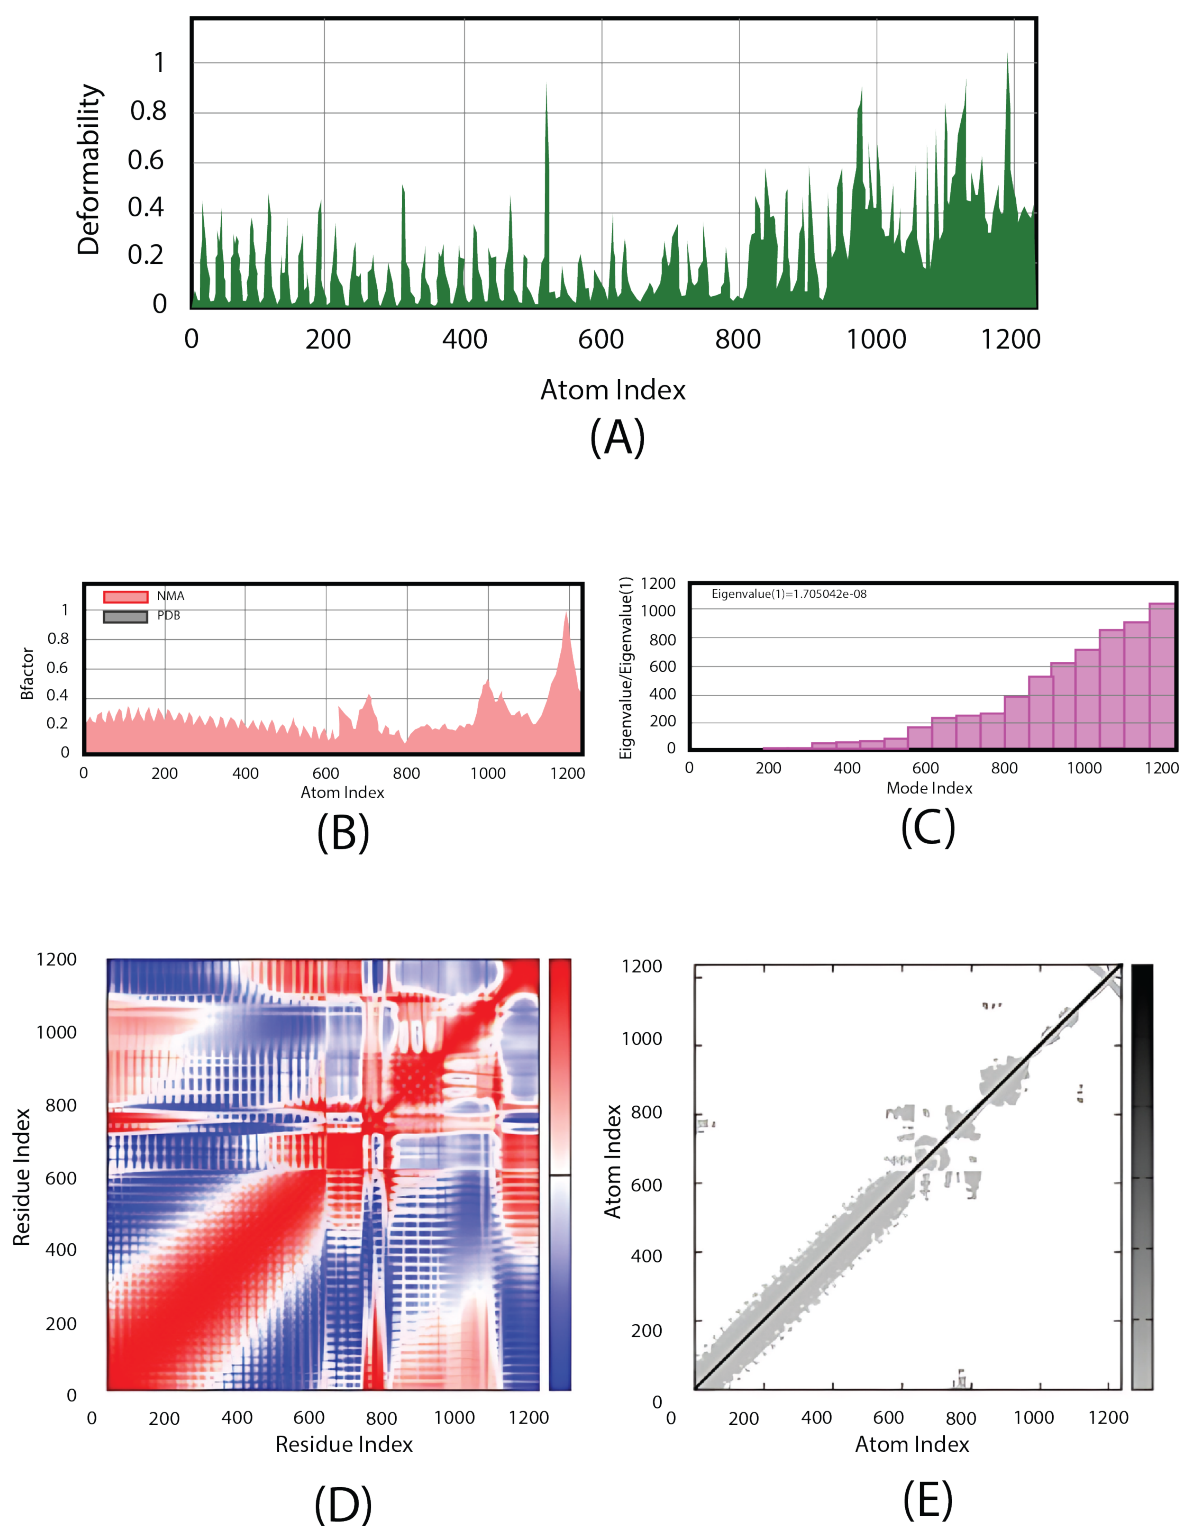 1
0.8
0.6
0.4
0.2
0
Deformability
0 200 400 600 800 1000 1200
Atom Index
(A)
NMA
PDB
1
0.8
0.6
0.4
0.2
0
Bfactor
0 200 400 600 800 1000 1200
Atom Index
(B)
Eigenvalue(1)=1.705042e-08
1200
1000
800
600
400
200
0
Eigenvalue/Eigenvalue(1)
0 200 400 600 800 1000 1200
Mode Index
(C)
1200
1000
800
600
400
200
0
Residue Index
0 200 400 600 800 1000 1200
Residue Index
(D)
1200
1000
800
600
400
200
0
Atom Index
0 200 400 600 800 1000 1200
Atom Index
(E)